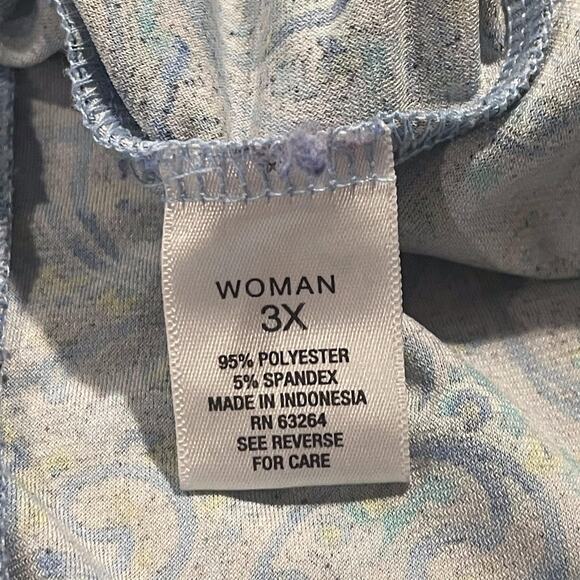 WOMAN
3X
95% POLYESTER
5% SPANDEX
MADE IN INDONESIA
RN 63264
SEE REVERSE
FOR CARE